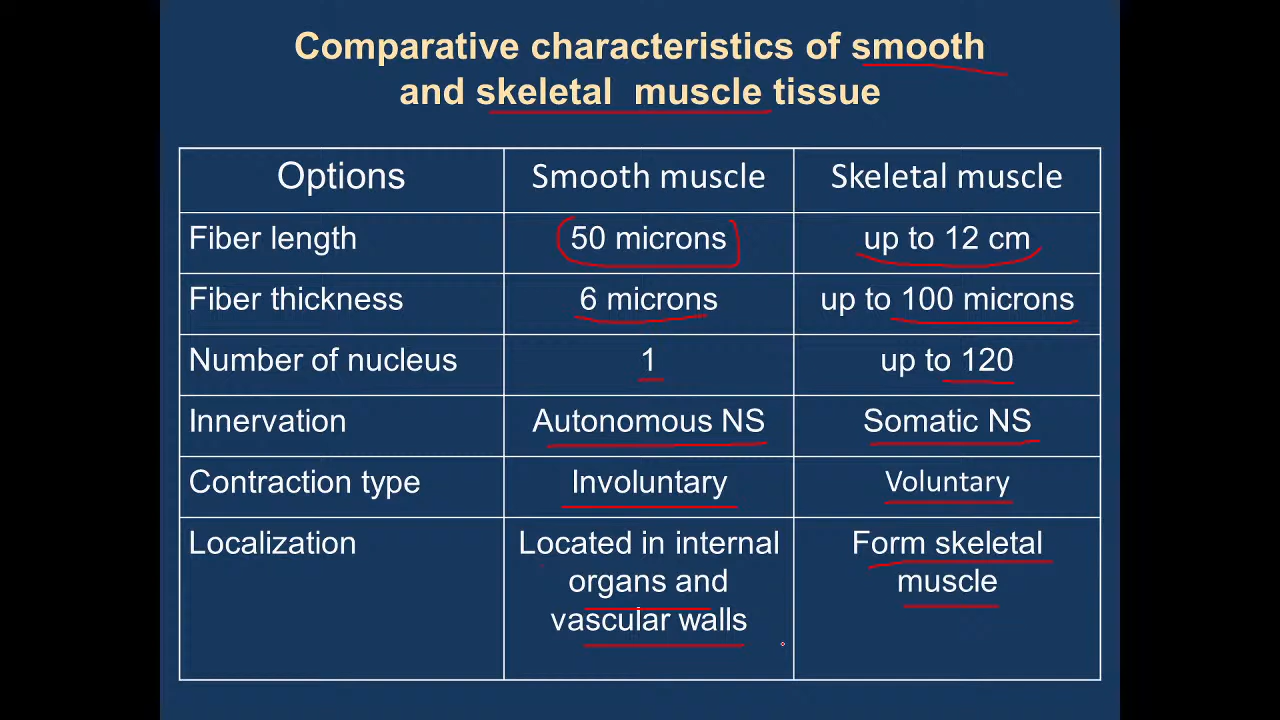 Comparative characteristics of smooth
and skeletal muscle tissue
Options Smooth muscle Skeletal muscle
Fiber length 50 microns up to 12 cm
Fiber thickness 6 microns up to 100 microns
Number of nucleus 1 up to 120
Innervation Autonomous NS Somatic NS
Contraction type Involuntary Voluntary
Localization Located in internal Form skeletal
organs and muscle
vascular walls